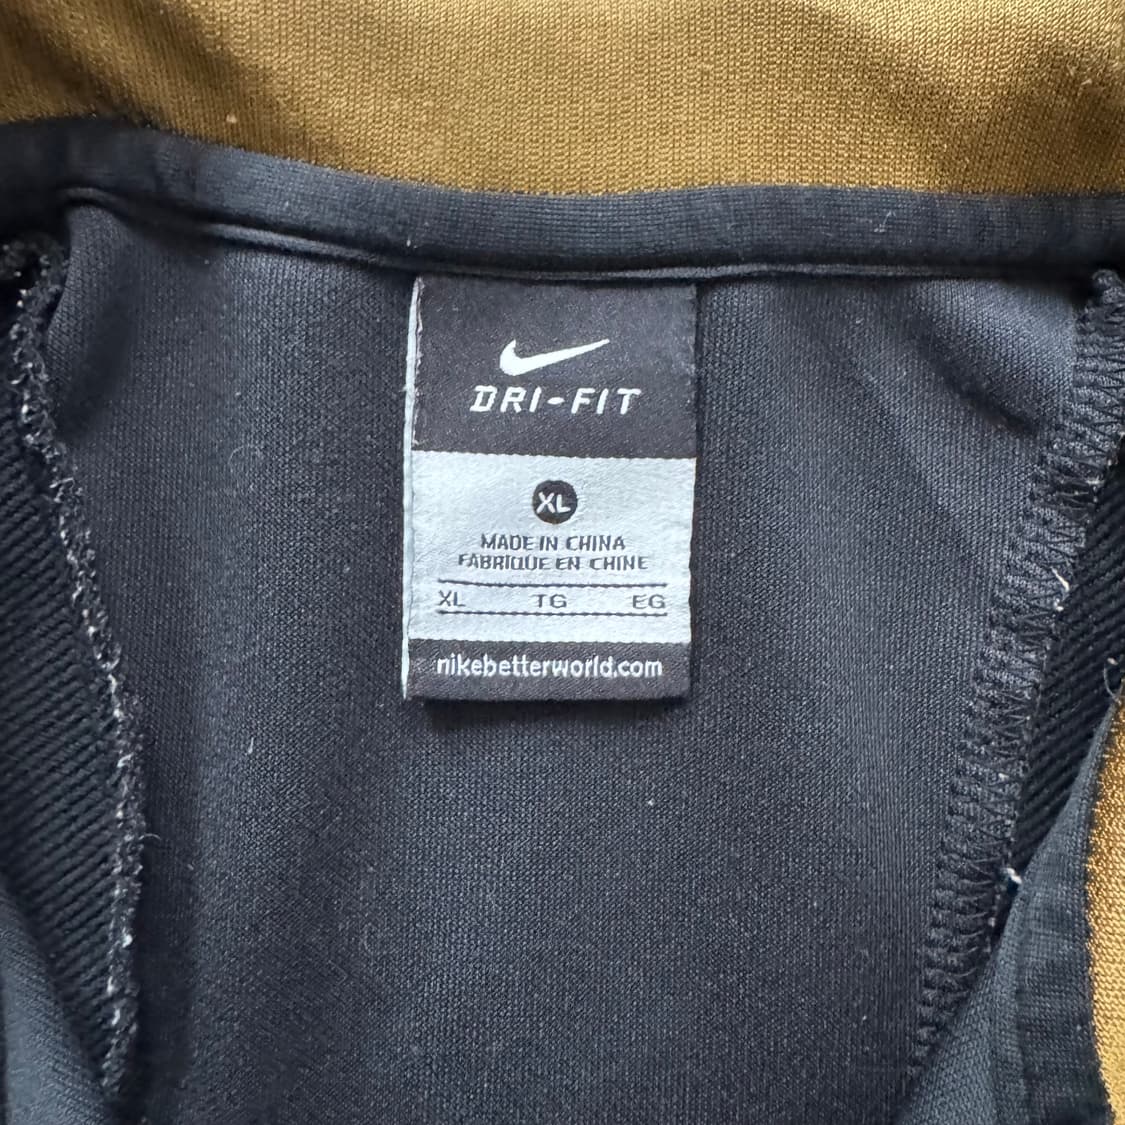 DRI-FIT
XL
MADE IN CHINA
FABRIQUE EN CHINE
XL TG EG
nikebetterworld.com